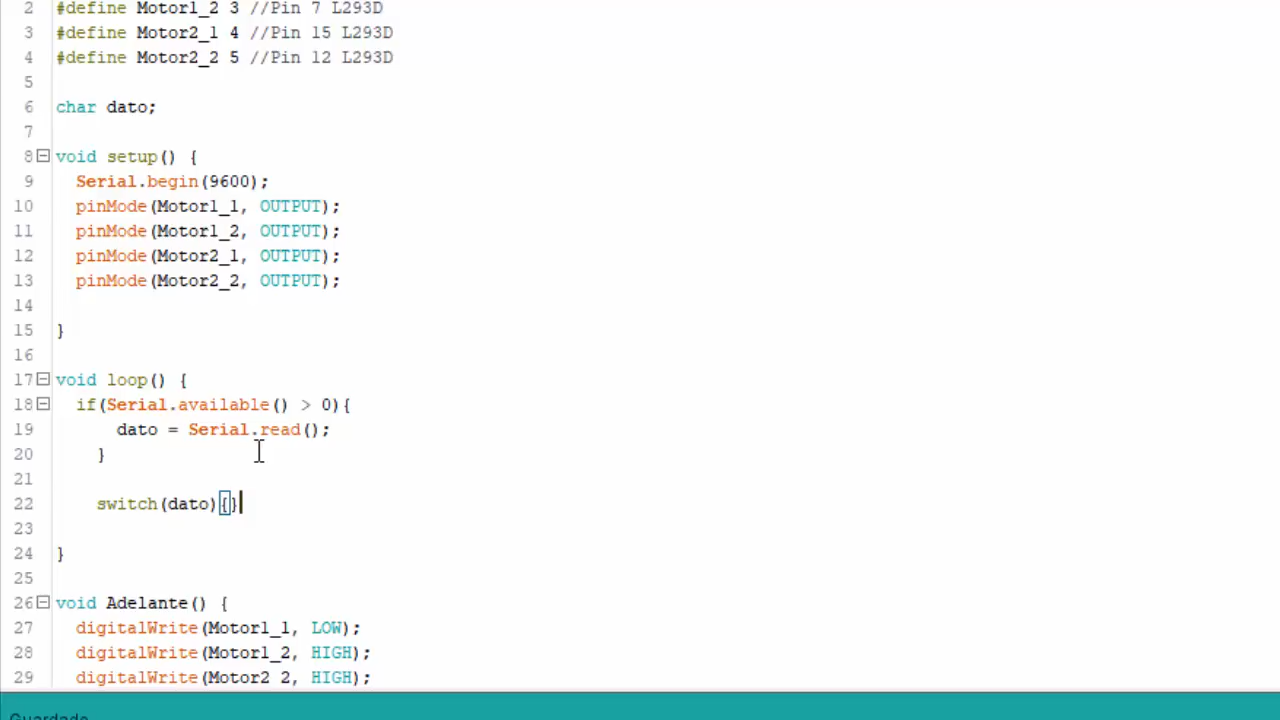 2 #define Motor1_2 3 //Pin 7 L293D
3 #define Motor2_1 4 //Pin 15 L293D
4 #define Motor2_2 5 //Pin 12 L293D
5
6 char dato;
7
8 void setup() {
9 Serial.begin(9600);
10 pinMode(Motor1_1, OUTPUT);
11 pinMode(Motor1_2, OUTPUT);
12 pinMode(Motor2_1, OUTPUT);
13 pinMode(Motor2_2, OUTPUT);
14
15 }
16
17 void loop() {
18 if(Serial.available() > 0){
19 dato = Serial.read();
20 }
21
22 switch(dato){}
23
24 }
25
26 void Adelante() {
27 digitalWrite(Motor1_1, LOW);
28 digitalWrite(Motor1_2, HIGH);
29 digitalWrite(Motor2 2, HIGH);
Guardado